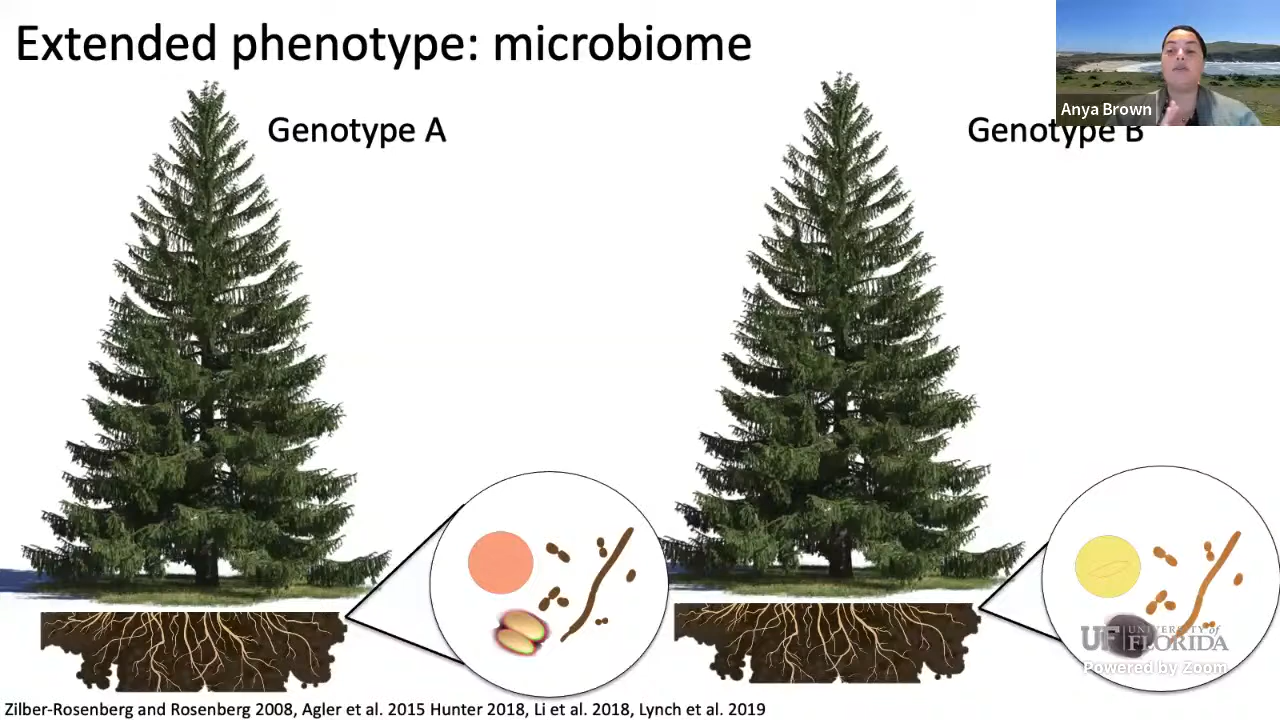 Extended phenotype: microbiome
Anya Brown
Genotype A
Genotype B
UF UNIVERSITY of
FLORIDA
Powered by Zoom
Zilber-Rosenberg and Rosenberg 2008, Agler et al. 2015 Hunter 2018, Li et al. 2018, Lynch et al. 2019